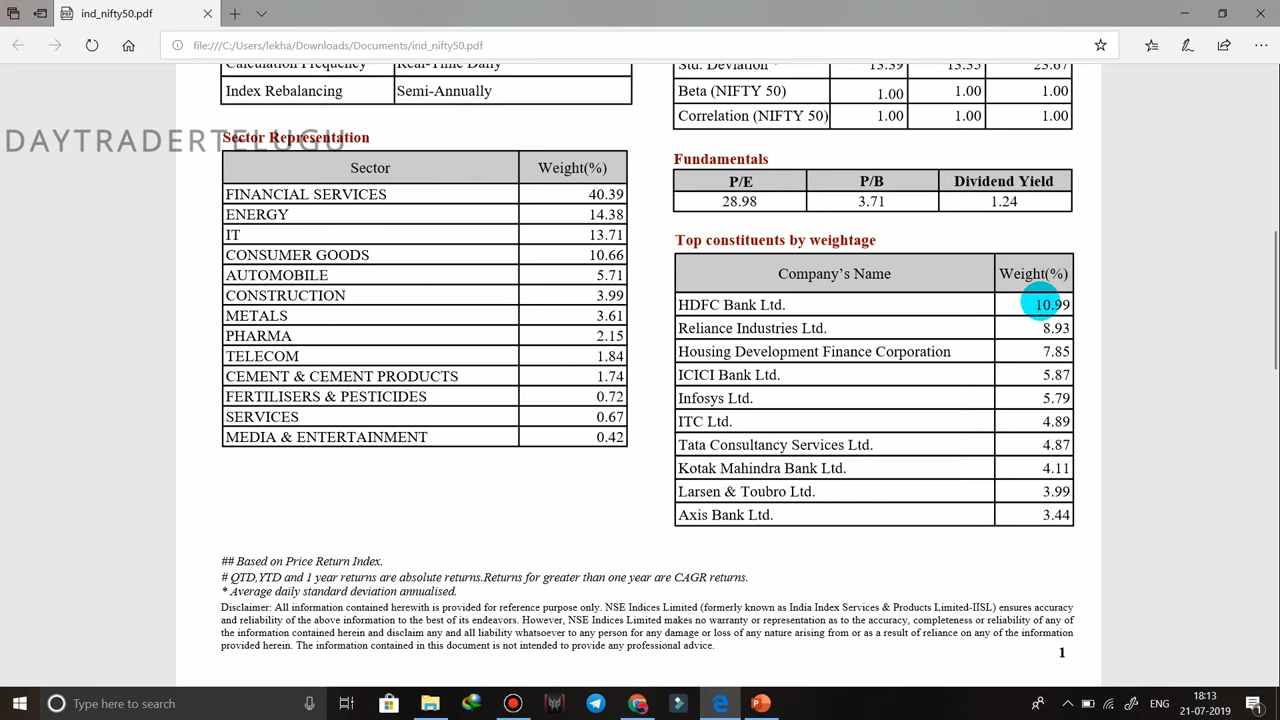 ind_nifty50.pdf
file:///C:/Users/lekha/Downloads/Documents/ind_nifty50.pdf
Calculation Frequency Real-Time Daily
Index Rebalancing Semi-Annually
Std. Deviation * 13.39 13.35 23.67
Beta (NIFTY 50) 1.00 1.00 1.00
Correlation (NIFTY 50) 1.00 1.00 1.00
DAYTRADERTELUGU
Sector Representation
Sector Weight(%)
FINANCIAL SERVICES 40.39
ENERGY 14.38
IT 13.71
CONSUMER GOODS 10.66
AUTOMOBILE 5.71
CONSTRUCTION 3.99
METALS 3.61
PHARMA 2.15
TELECOM 1.84
CEMENT & CEMENT PRODUCTS 1.74
FERTILISERS & PESTICIDES 0.72
SERVICES 0.67
MEDIA & ENTERTAINMENT 0.42
Fundamentals
P/E P/B Dividend Yield
28.98 3.71 1.24
Top constituents by weightage
Company's Name Weight(%)
HDFC Bank Ltd. 10.99
Reliance Industries Ltd. 8.93
Housing Development Finance Corporation 7.85
ICICI Bank Ltd. 5.87
Infosys Ltd. 5.79
ITC Ltd. 4.89
Tata Consultancy Services Ltd. 4.87
Kotak Mahindra Bank Ltd. 4.11
Larsen & Toubro Ltd. 3.99
Axis Bank Ltd. 3.44
## Based on Price Return Index.
# QTD,YTD and 1 year returns are absolute returns.Returns for greater than one year are CAGR returns.
* Average daily standard deviation annualised.
Disclaimer: All information contained herewith is provided for reference purpose only. NSE Indices Limited (formerly known as India Index Services & Products Limited-IISL) ensures accuracy
and reliability of the above information to the best of its endeavors. However, NSE Indices Limited makes no warranty or representation as to the accuracy, completeness or reliability of any of
the information contained herein and disclaim any and all liability whatsoever to any person for any damage or loss of any nature arising from or as a result of reliance on any of the information
provided herein. The information contained in this document is not intended to provide any professional advice.
1
Type here to search
ENG
18:13
21-07-2019